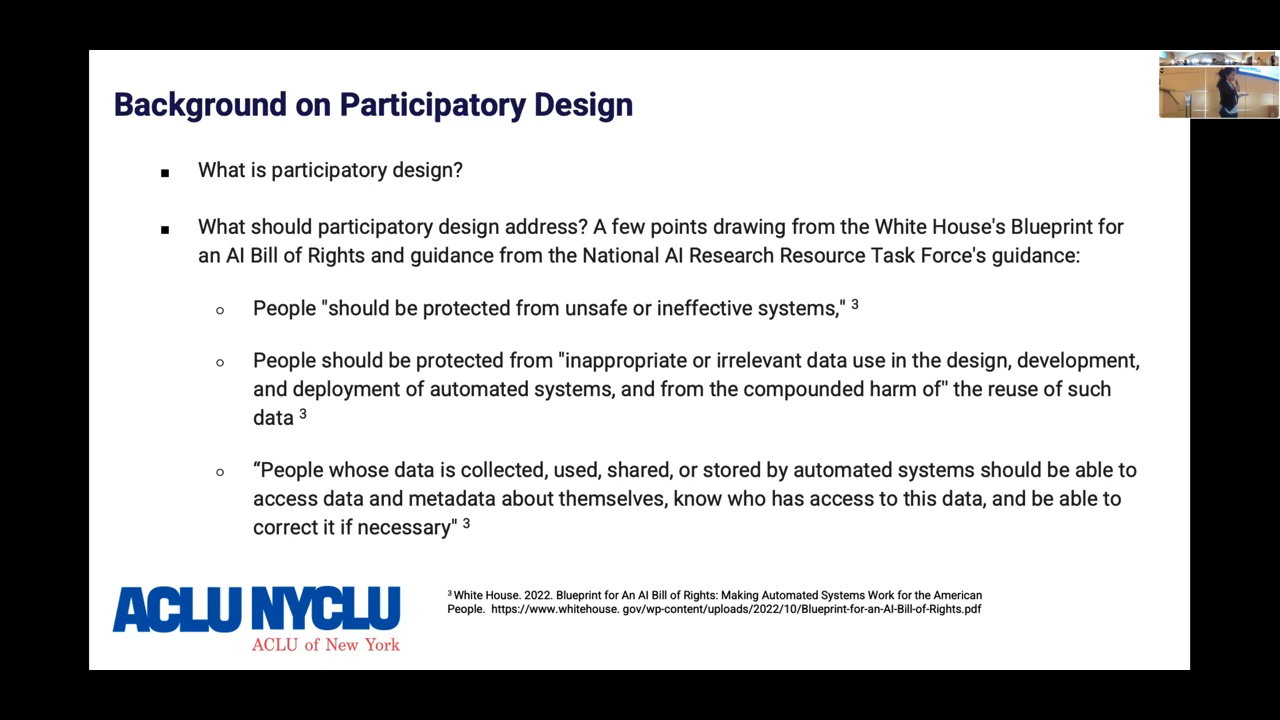 Background on Participatory Design
▪ What is participatory design?
▪ What should participatory design address? A few points drawing from the White House's Blueprint for
an AI Bill of Rights and guidance from the National AI Research Resource Task Force's guidance:
○ People "should be protected from unsafe or ineffective systems," ³
○ People should be protected from "inappropriate or irrelevant data use in the design, development,
and deployment of automated systems, and from the compounded harm of" the reuse of such
data ³
○ “People whose data is collected, used, shared, or stored by automated systems should be able to
access data and metadata about themselves, know who has access to this data, and be able to
correct it if necessary" ³
ACLU NYCLU
ACLU of New York
³ White House. 2022. Blueprint for An AI Bill of Rights: Making Automated Systems Work for the American
People. https://www.whitehouse. gov/wp-content/uploads/2022/10/Blueprint-for-an-AI-Bill-of-Rights.pdf